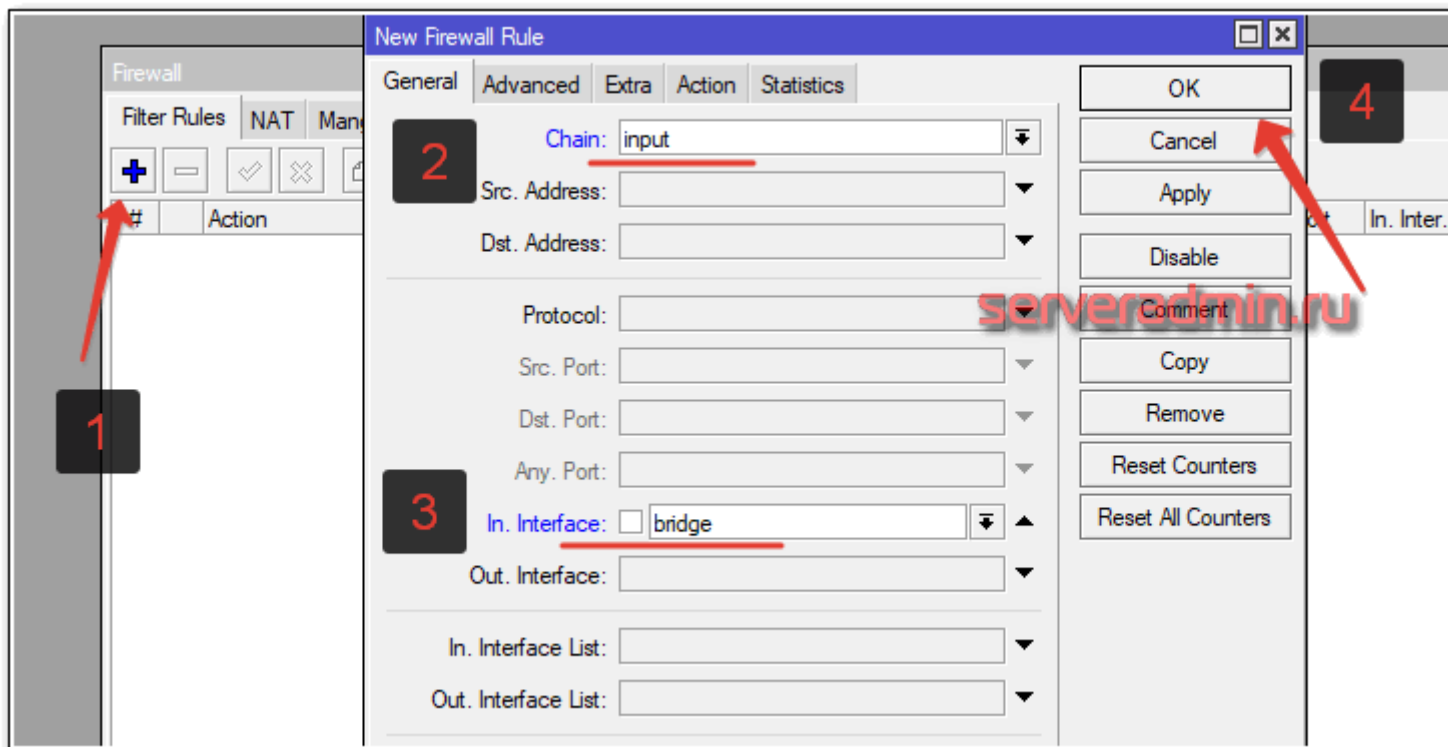 New Firewall Rule
Firewall
General Advanced Extra Action Statistics
Filter Rules NAT
# Action
In. Inter.
1
2
Chain: input
Src. Address:
Dst. Address:
Protocol:
Src. Port:
Dst. Port:
Any. Port:
3
In. Interface: bridge
Out. Interface:
In. Interface List:
Out. Interface List:
OK
4
Cancel
Apply
Disable
Comment
Copy
Remove
Reset Counters
Reset All Counters
serveradmin.ru